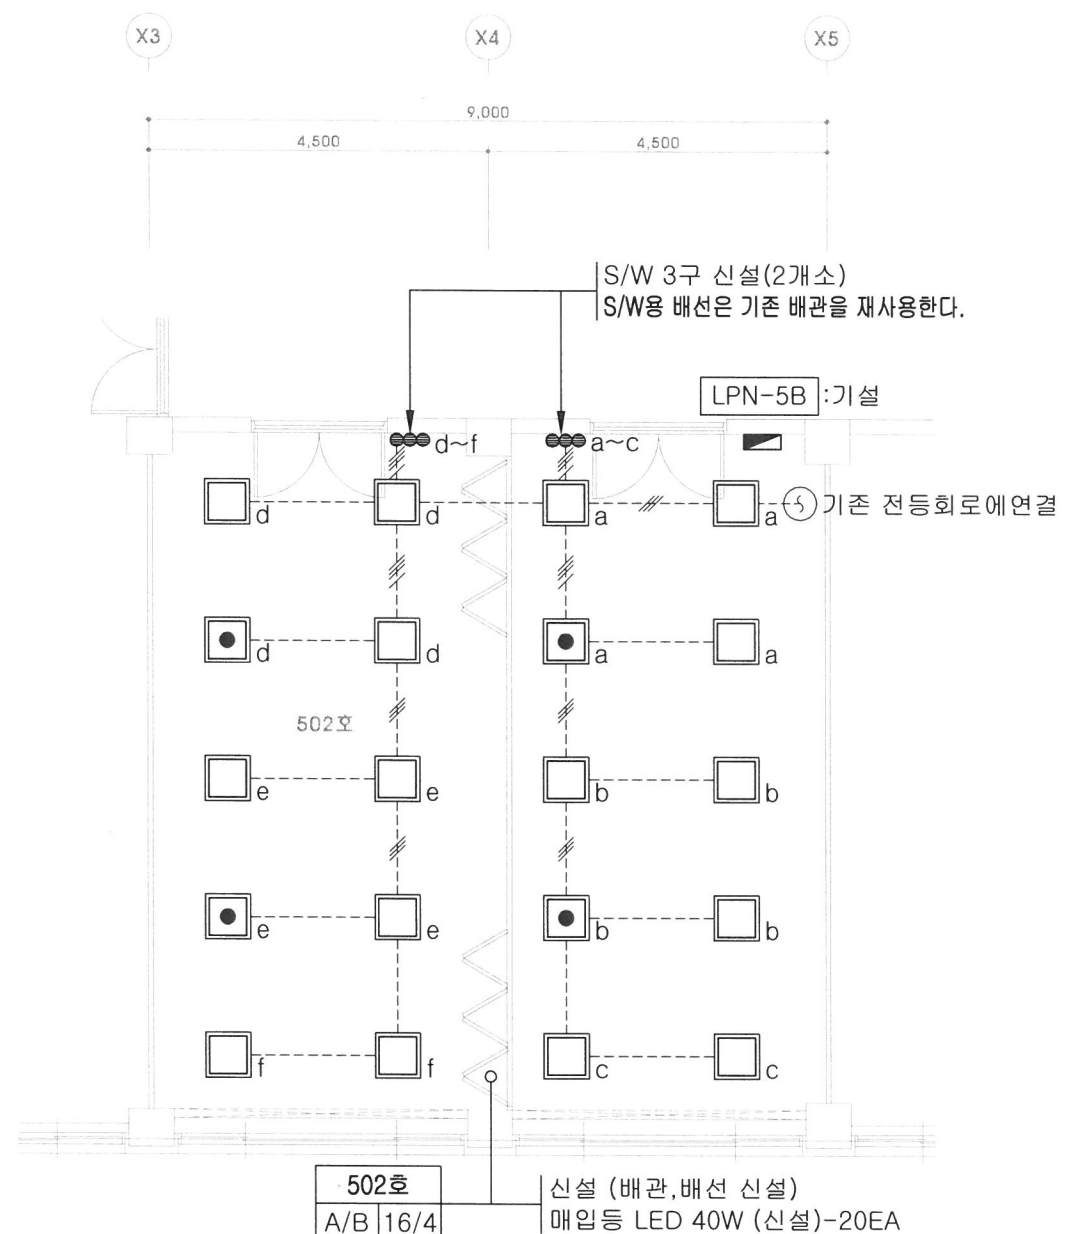 X3 X4 X5
9,000
4,500 4,500
S/W 3구 신설(2개소)
S/W용 배선은 기존 배관을 재사용한다.
LPN-5B :기설
d~f a~c
d d a a 기존 전등회로에연결
d d a a
502호
e e b b
e e b b
f f c c
502호
A/B 16/4
신설 (배관,배선 신설)
매입등 LED 40W (신설)-20EA